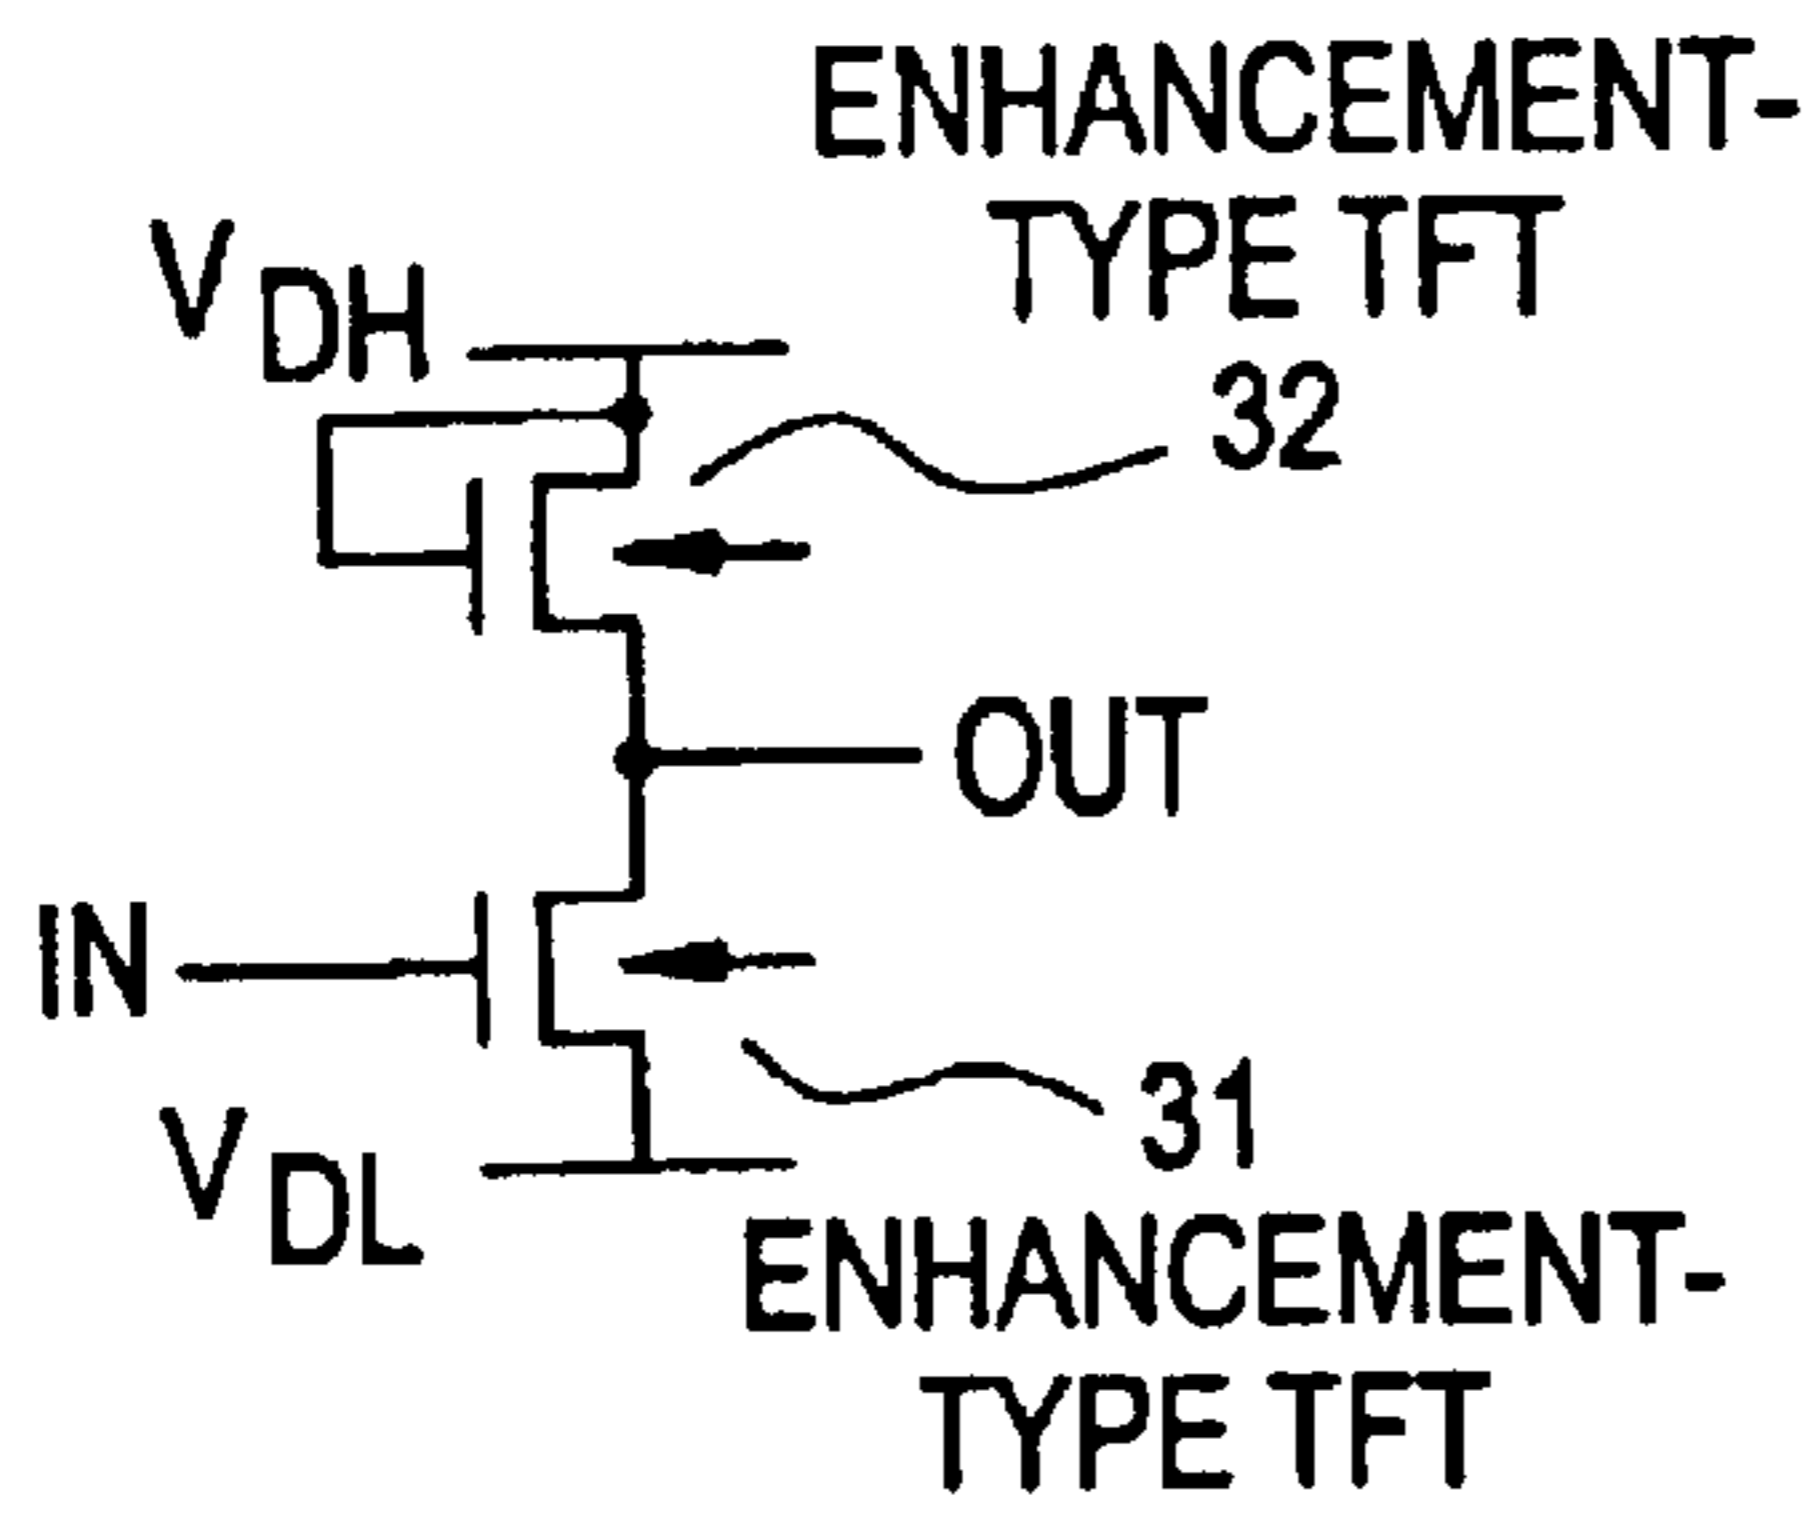 ENHANCEMENT-
TYPE TFT
V DH
32
OUT
IN
31
V DL
ENHANCEMENT-
TYPE TFT